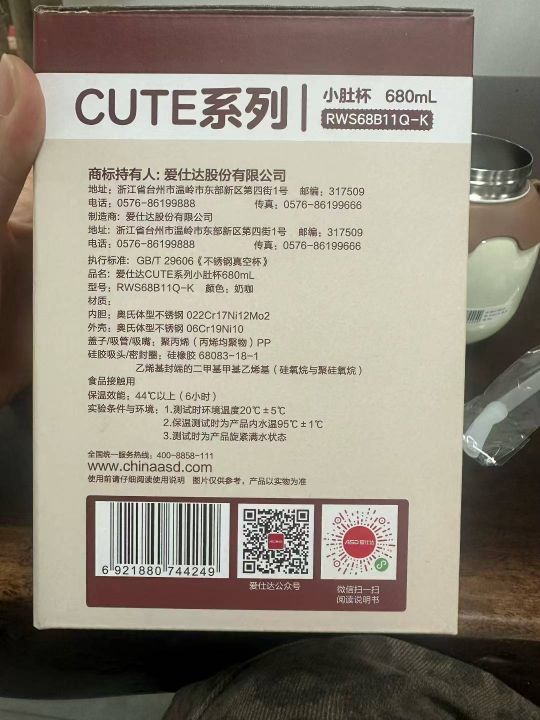 CUTE系列 小肚杯 680mL
RWS68B11Q-K
商标持有人: 爱仕达股份有限公司
地址: 浙江省台州市温岭市东部新区第四街1号 邮编: 317509
电话: 0576-86199888 传真: 0576-86199666
制造商: 爱仕达股份有限公司
地址: 浙江省台州市温岭市东部新区第四街1号 邮编: 317509
电话: 0576-86199888 传真: 0576-86199666
执行标准: GB/T 29606《不锈钢真空杯》
品名: 爱仕达CUTE系列小肚杯680mL
型号: RWS68B11Q-K 颜色: 奶咖
材质:
内胆: 奥氏体型不锈钢 022Cr17Ni12Mo2
外壳: 奥氏体型不锈钢 06Cr19Ni10
盖子/吸管/吸嘴: 聚丙烯（丙烯均聚物）PP
硅胶吸头/密封圈: 硅橡胶 68083-18-1
乙烯基封端的二甲基甲基乙烯基（硅氧烷与聚硅氧烷）
食品接触用
保温效能: 44℃以上（6小时）
实验条件与环境: 1.测试时环境温度20℃±5℃
2.保温测试时为产品内水温95℃±1℃
3.测试时为产品旋紧满水状态
全国统一服务热线: 400-8858-111
www.chinaasd.com
使用前请仔细阅读使用说明 图片仅供参考，产品以实物为准
6 921880 744249
ASD爱仕达
爱仕达公众号
微信扫一扫
阅读说明书